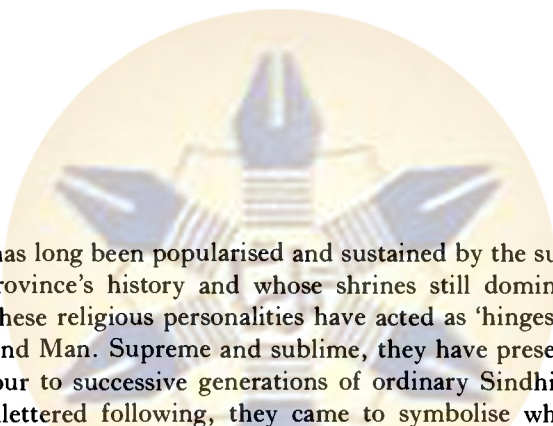 has long been popularised and sustained by the su
rovince's history and whose shrines still domin
hese religious personalities have acted as 'hinges
nd Man. Supreme and sublime, they have prese
our to successive generations of ordinary Sindhi
lettered following, they came to symbolise wh